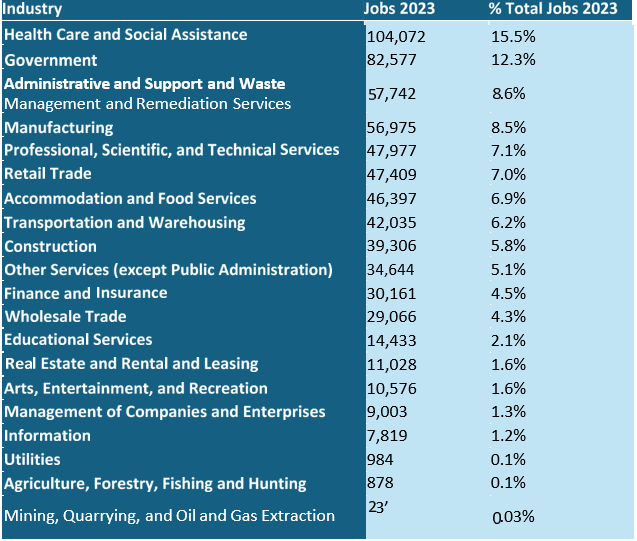 Industry Jobs 2023 % Total Jobs 2023
Health Care and Social Assistance 104,072 15.5%
Government 82,577 12.3%
Administrative and Support and Waste
Management and Remediation Services 57,742 8.6%
Manufacturing 56,975 8.5%
Professional, Scientific, and Technical Services 47,977 7.1%
Retail Trade 47,409 7.0%
Accommodation and Food Services 46,397 6.9%
Transportation and Warehousing 42,035 6.2%
Construction 39,306 5.8%
Other Services (except Public Administration) 34,644 5.1%
Finance and Insurance 30,161 4.5%
Wholesale Trade 29,066 4.3%
Educational Services 14,433 2.1%
Real Estate and Rental and Leasing 11,028 1.6%
Arts, Entertainment, and Recreation 10,576 1.6%
Management of Companies and Enterprises 9,003 1.3%
Information 7,819 1.2%
Utilities 984 0.1%
Agriculture, Forestry, Fishing and Hunting 878 0.1%
Mining, Quarrying, and Oil and Gas Extraction 23’ 0.03%